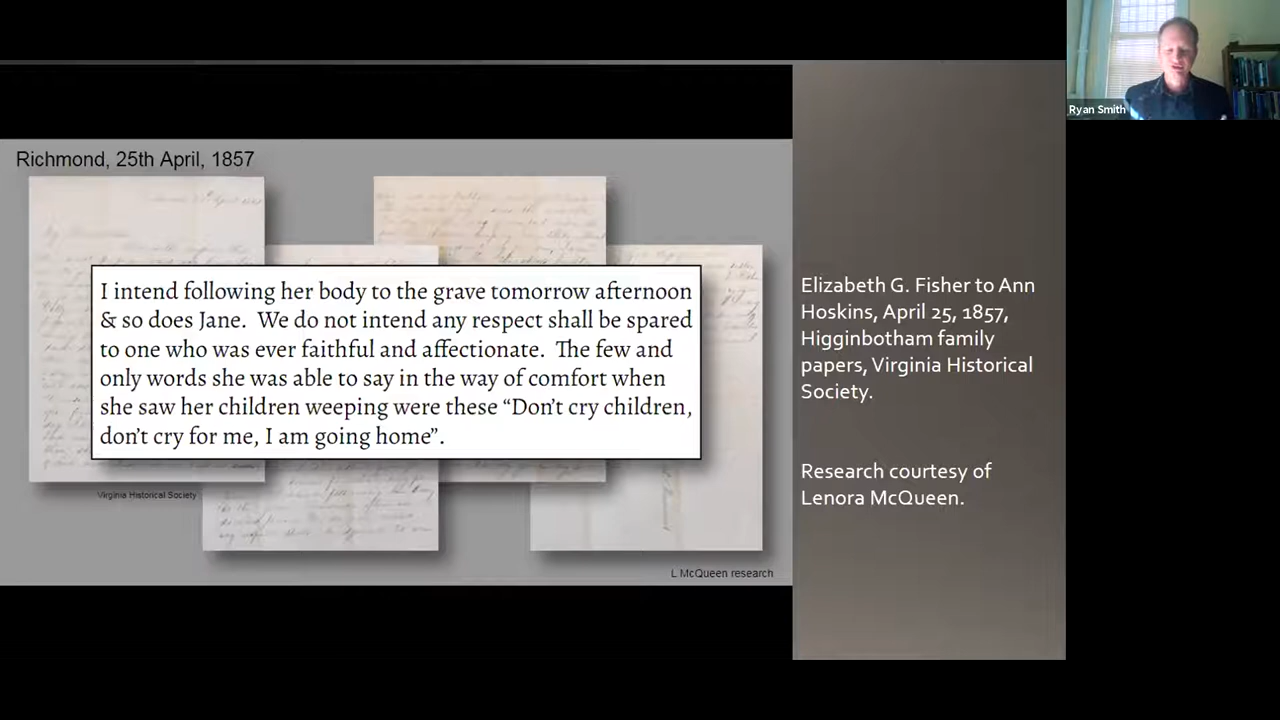 Ryan Smith
Richmond, 25th April, 1857
I intend following her body to the grave tomorrow afternoon
& so does Jane.  We do not intend any respect shall be spared
to one who was ever faithful and affectionate.  The few and
only words she was able to say in the way of comfort when
she saw her children weeping were these “Don’t cry children,
don’t cry for me, I am going home”.
Virginia Historical Society
L McQueen research
Elizabeth G. Fisher to Ann
Hoskins, April 25, 1857,
Higginbotham family
papers, Virginia Historical
Society.
Research courtesy of
Lenora McQueen.